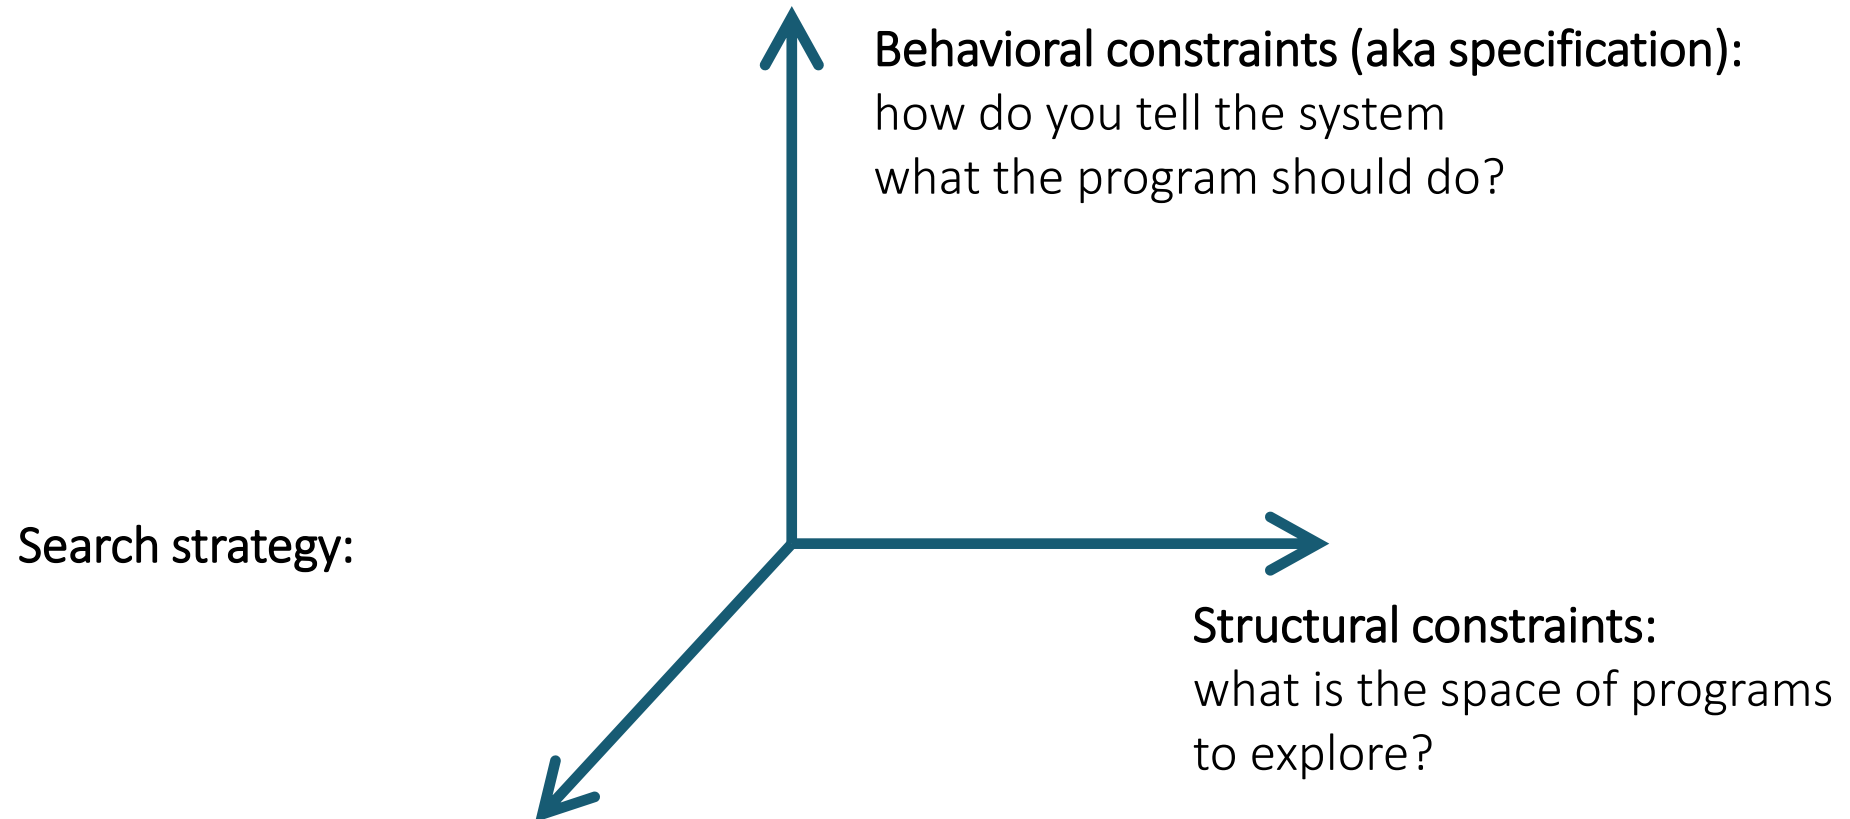 Behavioral constraints (aka specification):
how do you tell the system
what the program should do?
Search strategy:
Structural constraints:
what is the space of programs
to explore?